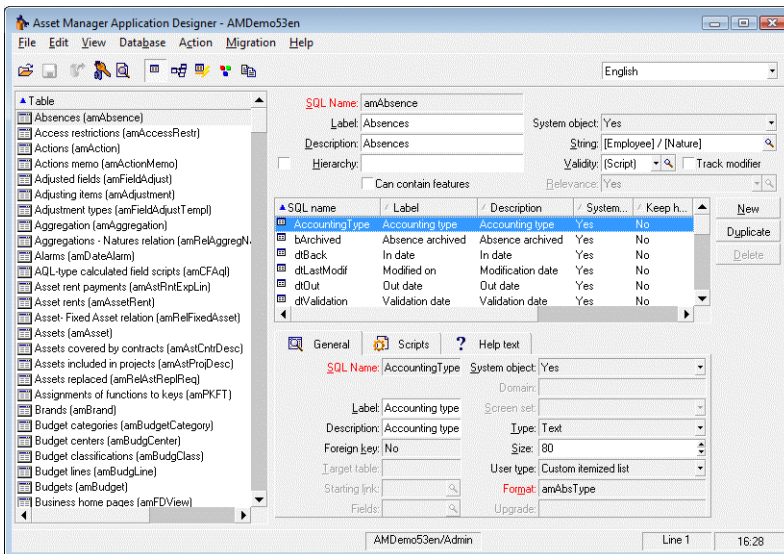 Asset Manager Application Designer - AMDemo53en
File Edit View Database Action Migration Help
English
Table
Absences (amAbsence)
Access restrictions (amAccessRestr)
Actions (amAction)
Actions memo (amActionMemo)
Adjusted fields (amFieldAdjust)
Adjusting items (amAdjustment)
Adjustment types (amFieldAdjustTempl)
Aggregation (amAggregation)
Aggregations - Natures relation (amRelAggregN
Alarms (amDateAlarm)
AQL-type calculated field scripts (amCFAql)
Asset rent payments (amAstRntExpLin)
Asset rents (amAssetRent)
Asset- Fixed Asset relation (amRelFixedAsset)
Assets (amAsset)
Assets covered by contracts (amAstCntrDesc)
Assets included in projects (amAstProjDesc)
Assets replaced (amRelAstReplReq)
Assignments of functions to keys (amPKFT)
Brands (amBrand)
Budget categories (amBudgetCategory)
Budget centers (amBudgCenter)
Budget classifications (amBudgClass)
Budget lines (amBudgLine)
Budgets (amBudget)
Business home pages (amFDView)
SQL Name: amAbsence
Label: Absences System object: Yes
Description: Absences String: [Employee] / [Nature]
Hierarchy: Validity: (Script) Track modifier
Can contain features Relevance: Yes
SQL name Label Description System... Keep h...
AccountingType Accounting type Accounting type Yes No
bArchived Absence archived Absence archived Yes No
dtBack In date In date Yes No
dtLastModif Modified on Modification date Yes No
dtOut Out date Out date Yes No
dtValidation Validation date Validation date Yes No
New
Duplicate
Delete
General Scripts ? Help text
SQL Name: AccountingType System object: Yes
Domain:
Label: Accounting type Screen set:
Description: Accounting type Type: Text
Foreign key: No Size: 80
Target table: User type: Custom itemized list
Starting link: Format: amAbsType
Fields: Upgrade:
AMDemo53en/Admin Line 1 16:28